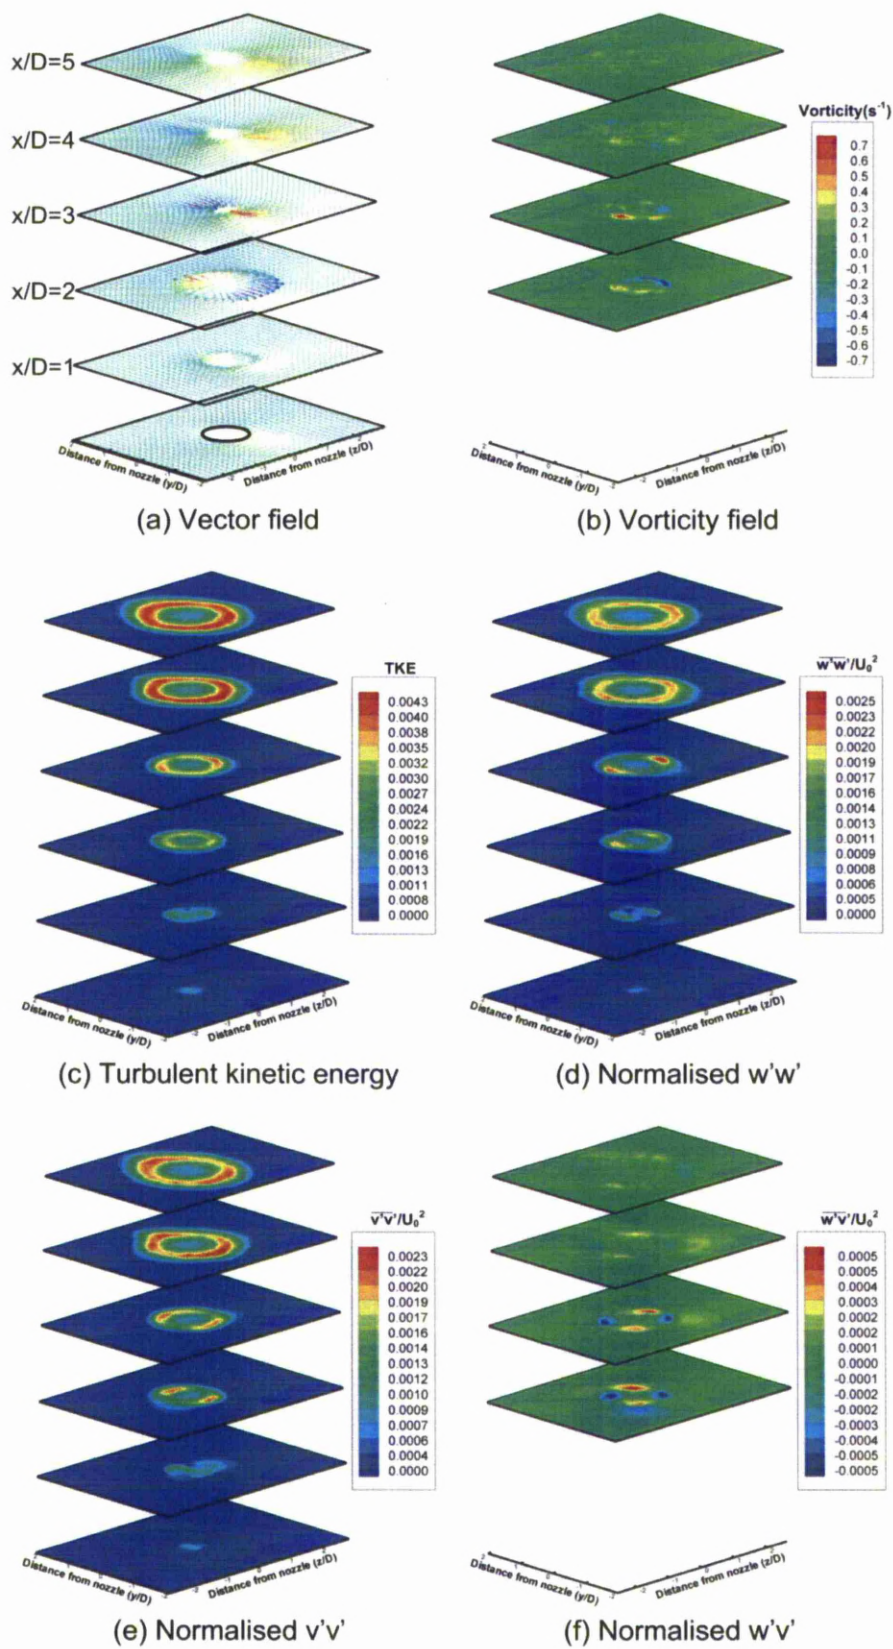 x/D=5
x/D=4
x/D=3
x/D=2
x/D=1
2
Distance from nozzle (y/D)
Distance from nozzle (z/D)
(a) Vector field
Vorticity(s⁻¹)
0.7
0.6
0.5
0.4
0.3
0.2
0.1
0.0
-0.1
-0.2
-0.3
-0.4
-0.5
-0.6
-0.7
Distance from nozzle (y/D)
Distance from nozzle (z/D)
(b) Vorticity field
TKE
0.0043
0.0040
0.0038
0.0035
0.0032
0.0030
0.0027
0.0024
0.0022
0.0019
0.0016
0.0013
0.0011
0.0008
0.0000
Distance from nozzle (y/D)
Distance from nozzle (z/D)
(c) Turbulent kinetic energy
w'w'/U₀²
0.0025
0.0023
0.0022
0.0020
0.0019
0.0017
0.0016
0.0014
0.0013
0.0011
0.0009
0.0008
0.0006
0.0005
0.0000
Distance from nozzle (y/D)
Distance from nozzle (z/D)
(d) Normalised w'w'
v'v'/U₀²
0.0023
0.0022
0.0020
0.0019
0.0017
0.0016
0.0014
0.0013
0.0012
0.0010
0.0009
0.0007
0.0006
0.0004
0.0000
Distance from nozzle (y/D)
Distance from nozzle (z/D)
(e) Normalised v'v'
w'v'/U₀²
0.0005
0.0005
0.0004
0.0003
0.0002
0.0002
0.0001
0.0000
-0.0001
-0.0002
-0.0002
-0.0003
-0.0004
-0.0005
-0.0005
Distance from nozzle (y/D)
Distance from nozzle (z/D)
(f) Normalised w'v'